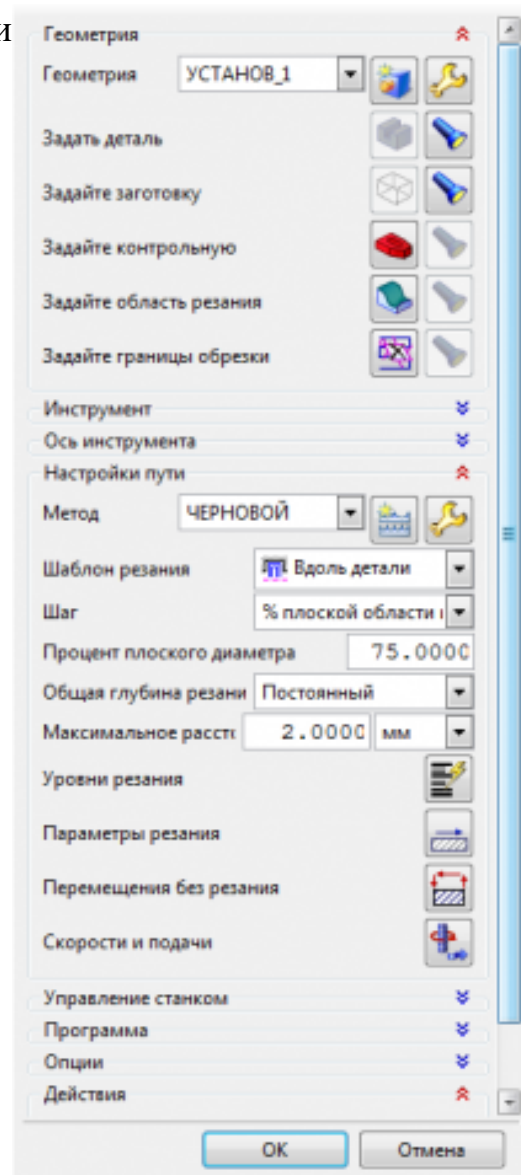 и
Геометрия
Геометрия УСТАНОВ_1
Задать деталь
Задайте заготовку
Задайте контрольную
Задайте область резания
Задайте границы обрезки
Инструмент
Ось инструмента
Настройки пути
Метод ЧЕРНОВОЙ
Шаблон резания Вдоль детали
Шаг % плоской области
Процент плоского диаметра 75.0000
Общая глубина резани Постоянный
Максимальное расст 2.0000 мм
Уровни резания
Параметры резания
Перемещения без резания
Скорости и подачи
Управление станком
Программа
Опции
Действия
ОК Отмена